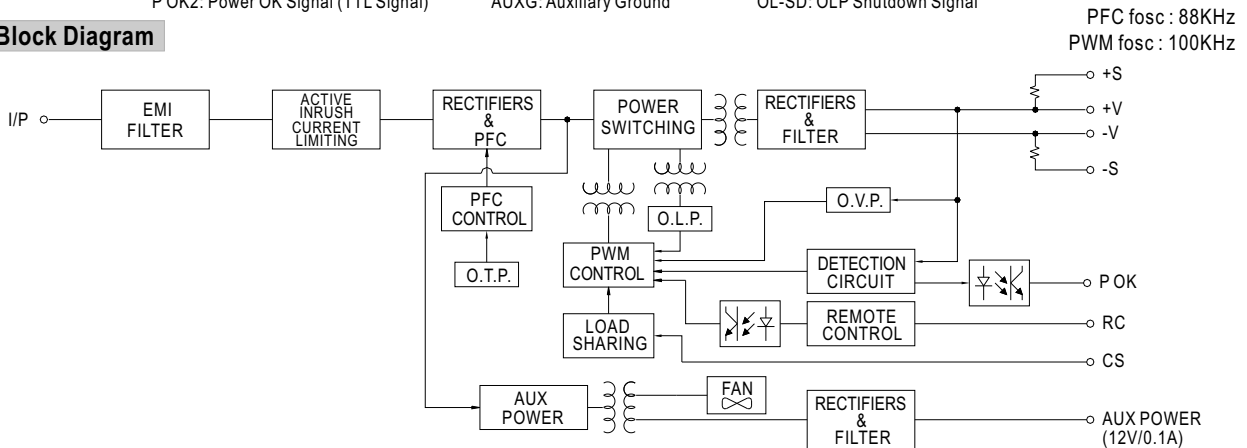 P OK2: Power OK Signal (TTL Signal) AUXG: Auxiliary Ground OL-SD: OLP Shutdown Signal
PFC fosc : 88KHz
PWM fosc : 100KHz
Block Diagram
I/P
EMI
FILTER
ACTIVE
INRUSH
CURRENT
LIMITING
RECTIFIERS
&
PFC
POWER
SWITCHING
RECTIFIERS
&
FILTER
+S
+V
-V
-S
PFC
CONTROL
O.T.P.
O.L.P.
O.V.P.
PWM
CONTROL
DETECTION
CIRCUIT
P OK
LOAD
SHARING
REMOTE
CONTROL
RC
CS
AUX
POWER
FAN
RECTIFIERS
&
FILTER
AUX POWER
(12V/0.1A)